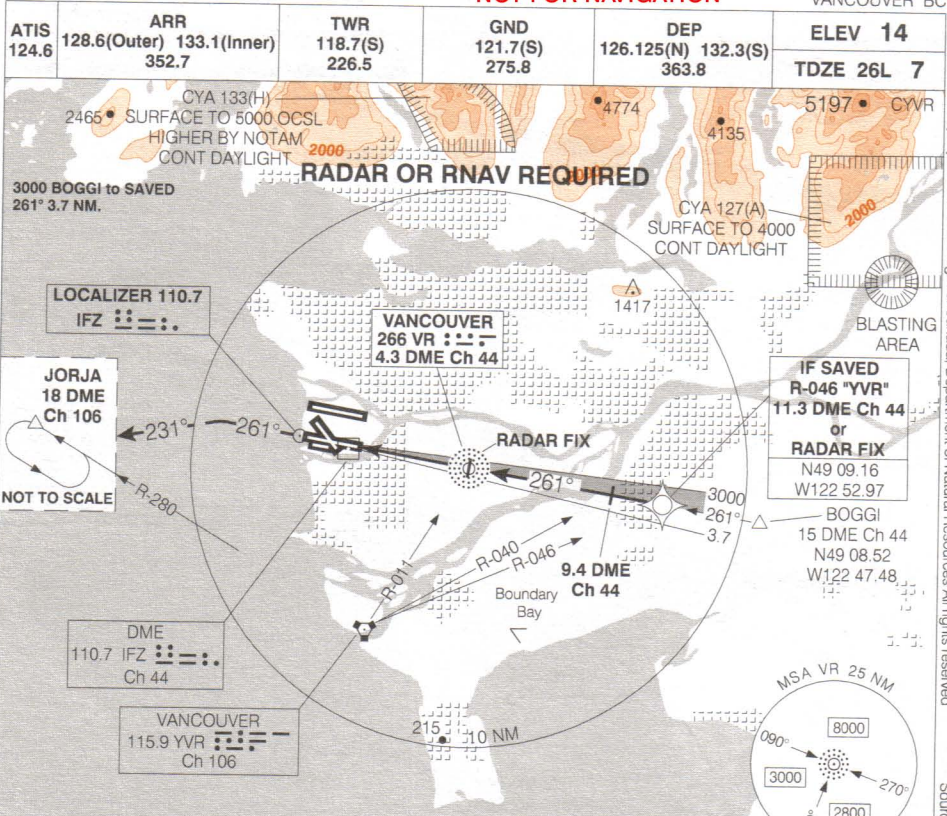 NOT FOR NAVIGATION
VANCOUVER BC
ATIS
124.6
ARR
128.6(Outer) 133.1(Inner)
352.7
TWR
118.7(S)
226.5
GND
121.7(S)
275.8
DEP
126.125(N) 132.3(S)
363.8
ELEV 14
TDZE 26L 7
CYA 133(H)
SURFACE TO 5000 OCSL
HIGHER BY NOTAM
CONT DAYLIGHT
2465
2000
4774
4135
5197
CYVR
RADAR OR RNAV REQUIRED
3000 BOGGI to SAVED
261° 3.7 NM.
CYA 127(A)
SURFACE TO 4000
CONT DAYLIGHT
2000
1417
BLASTING
AREA
LOCALIZER 110.7
IFZ
VANCOUVER
266 VR
4.3 DME Ch 44
IF SAVED
R-046 "YVR"
11.3 DME Ch 44
or
RADAR FIX
N49 09.16
W122 52.97
JORJA
18 DME
Ch 106
NOT TO SCALE
231°
261°
RADAR FIX
261°
3000
261°
3.7
BOGGI
15 DME Ch 44
N49 08.52
W122 47.48
R-280
R-011
R-040
R-046
9.4 DME
Ch 44
Boundary
Bay
DME
110.7 IFZ
Ch 44
VANCOUVER
115.9 YVR
Ch 106
215
10 NM
MSA VR 25 NM
8000
090°
3000
270°
2800
All rights reserved